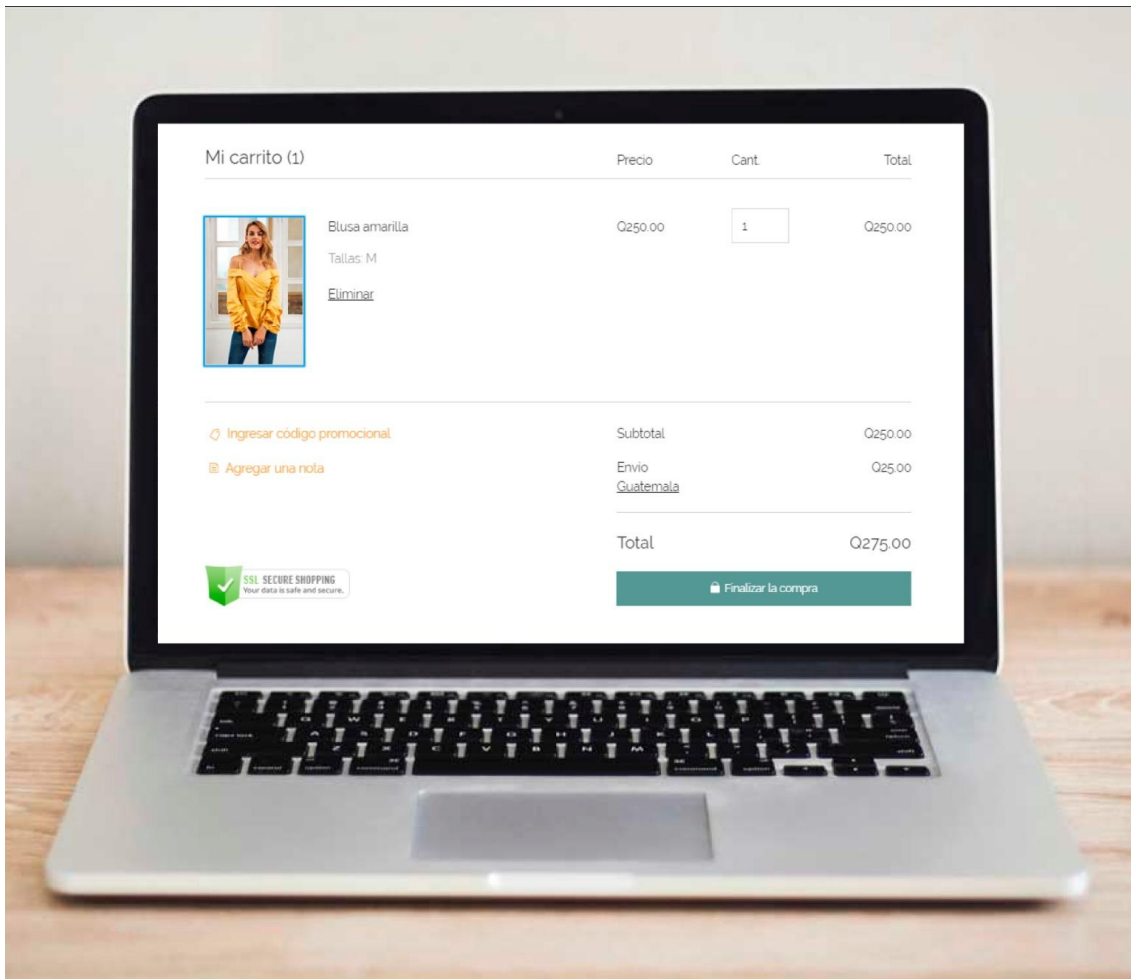 Mi carrito (1)
Precio
Cant.
Total
Blusa amarilla
Q250.00
1
Q250.00
Tallas: M
Eliminar
Ingresar código promocional
Subtotal
Q250.00
Agregar una nota
Envío
Q25.00
Guatemala
Total
Q275.00
SSL SECURE SHOPPING
Your data is safe and secure.
Finalizar la compra